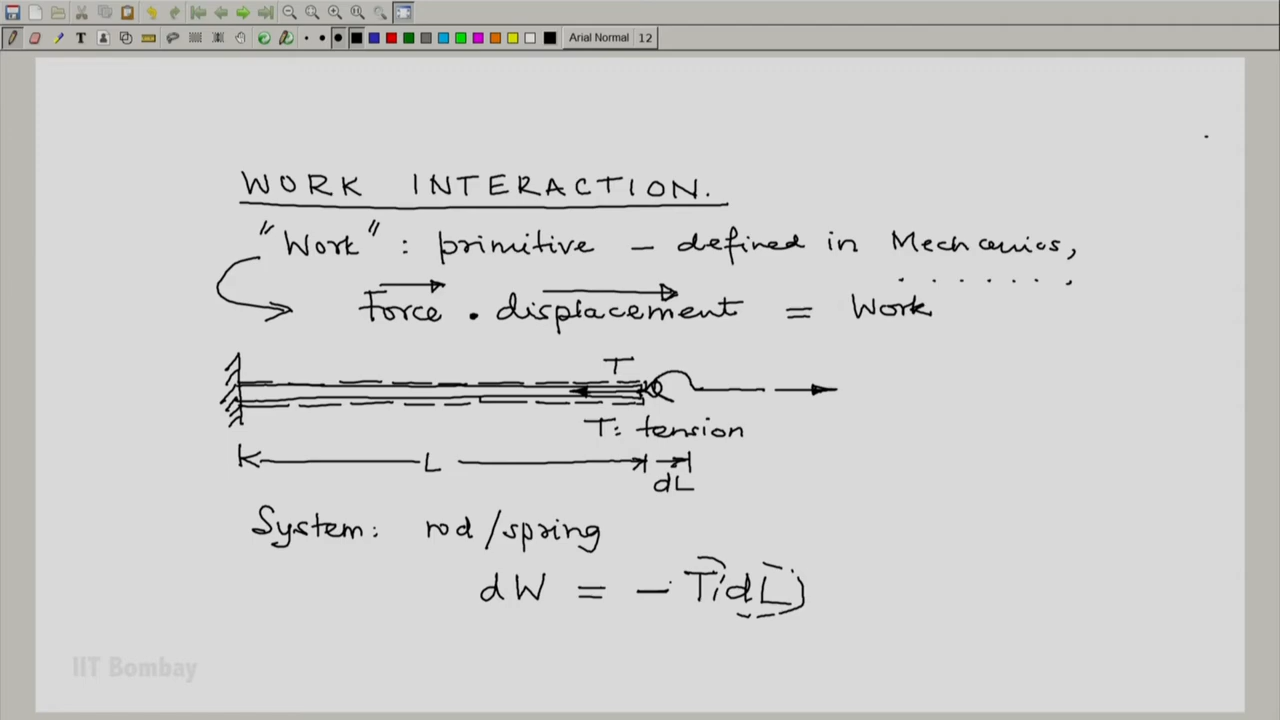 Arial Normal 12
WORK INTERACTION.
"Work" : primitive – defined in Mechanics,
Force . displacement = Work
T
T: tension
L
dL
System: rod/spring
dW = – T(dL)
IIT Bombay